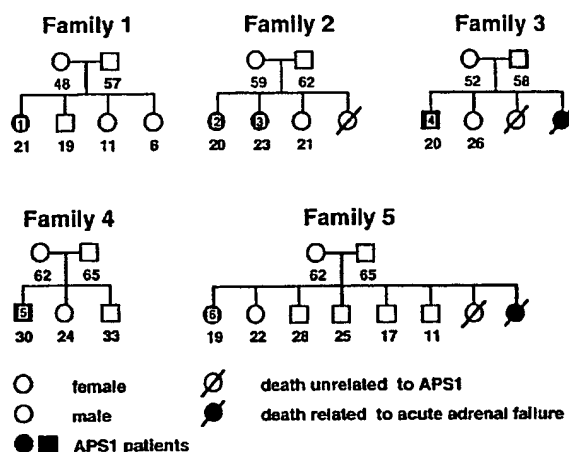 Family 1 Family 2 Family 3
48 57 59 62 52 58
1 2 3 4
21 19 11 6 20 23 21 20 26
Family 4 Family 5
62 65 62 65
5 6
30 24 33 19 22 28 25 17 11
female death unrelated to APS1
male death related to acute adrenal failure
APS1 patients